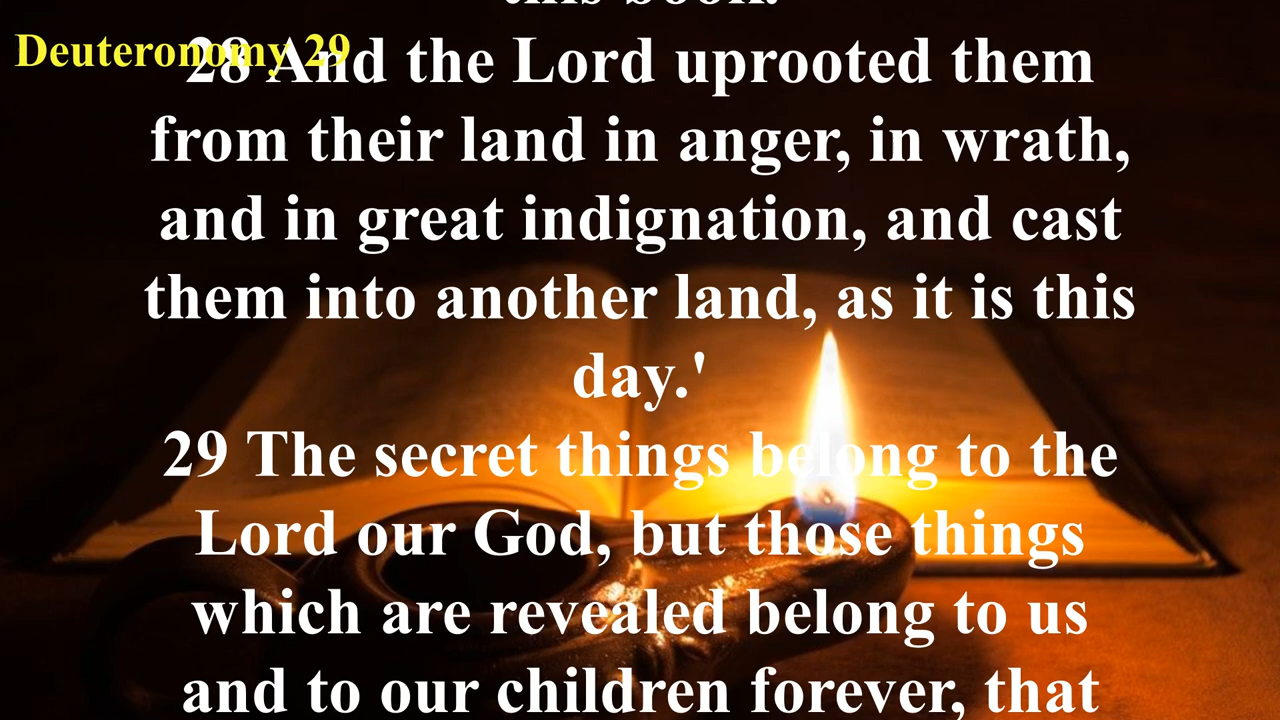 this book.
Deuteronomy 29
28 And the Lord uprooted them
from their land in anger, in wrath,
and in great indignation, and cast
them into another land, as it is this
day.'
29 The secret things belong to the
Lord our God, but those things
which are revealed belong to us
and to our children forever, that